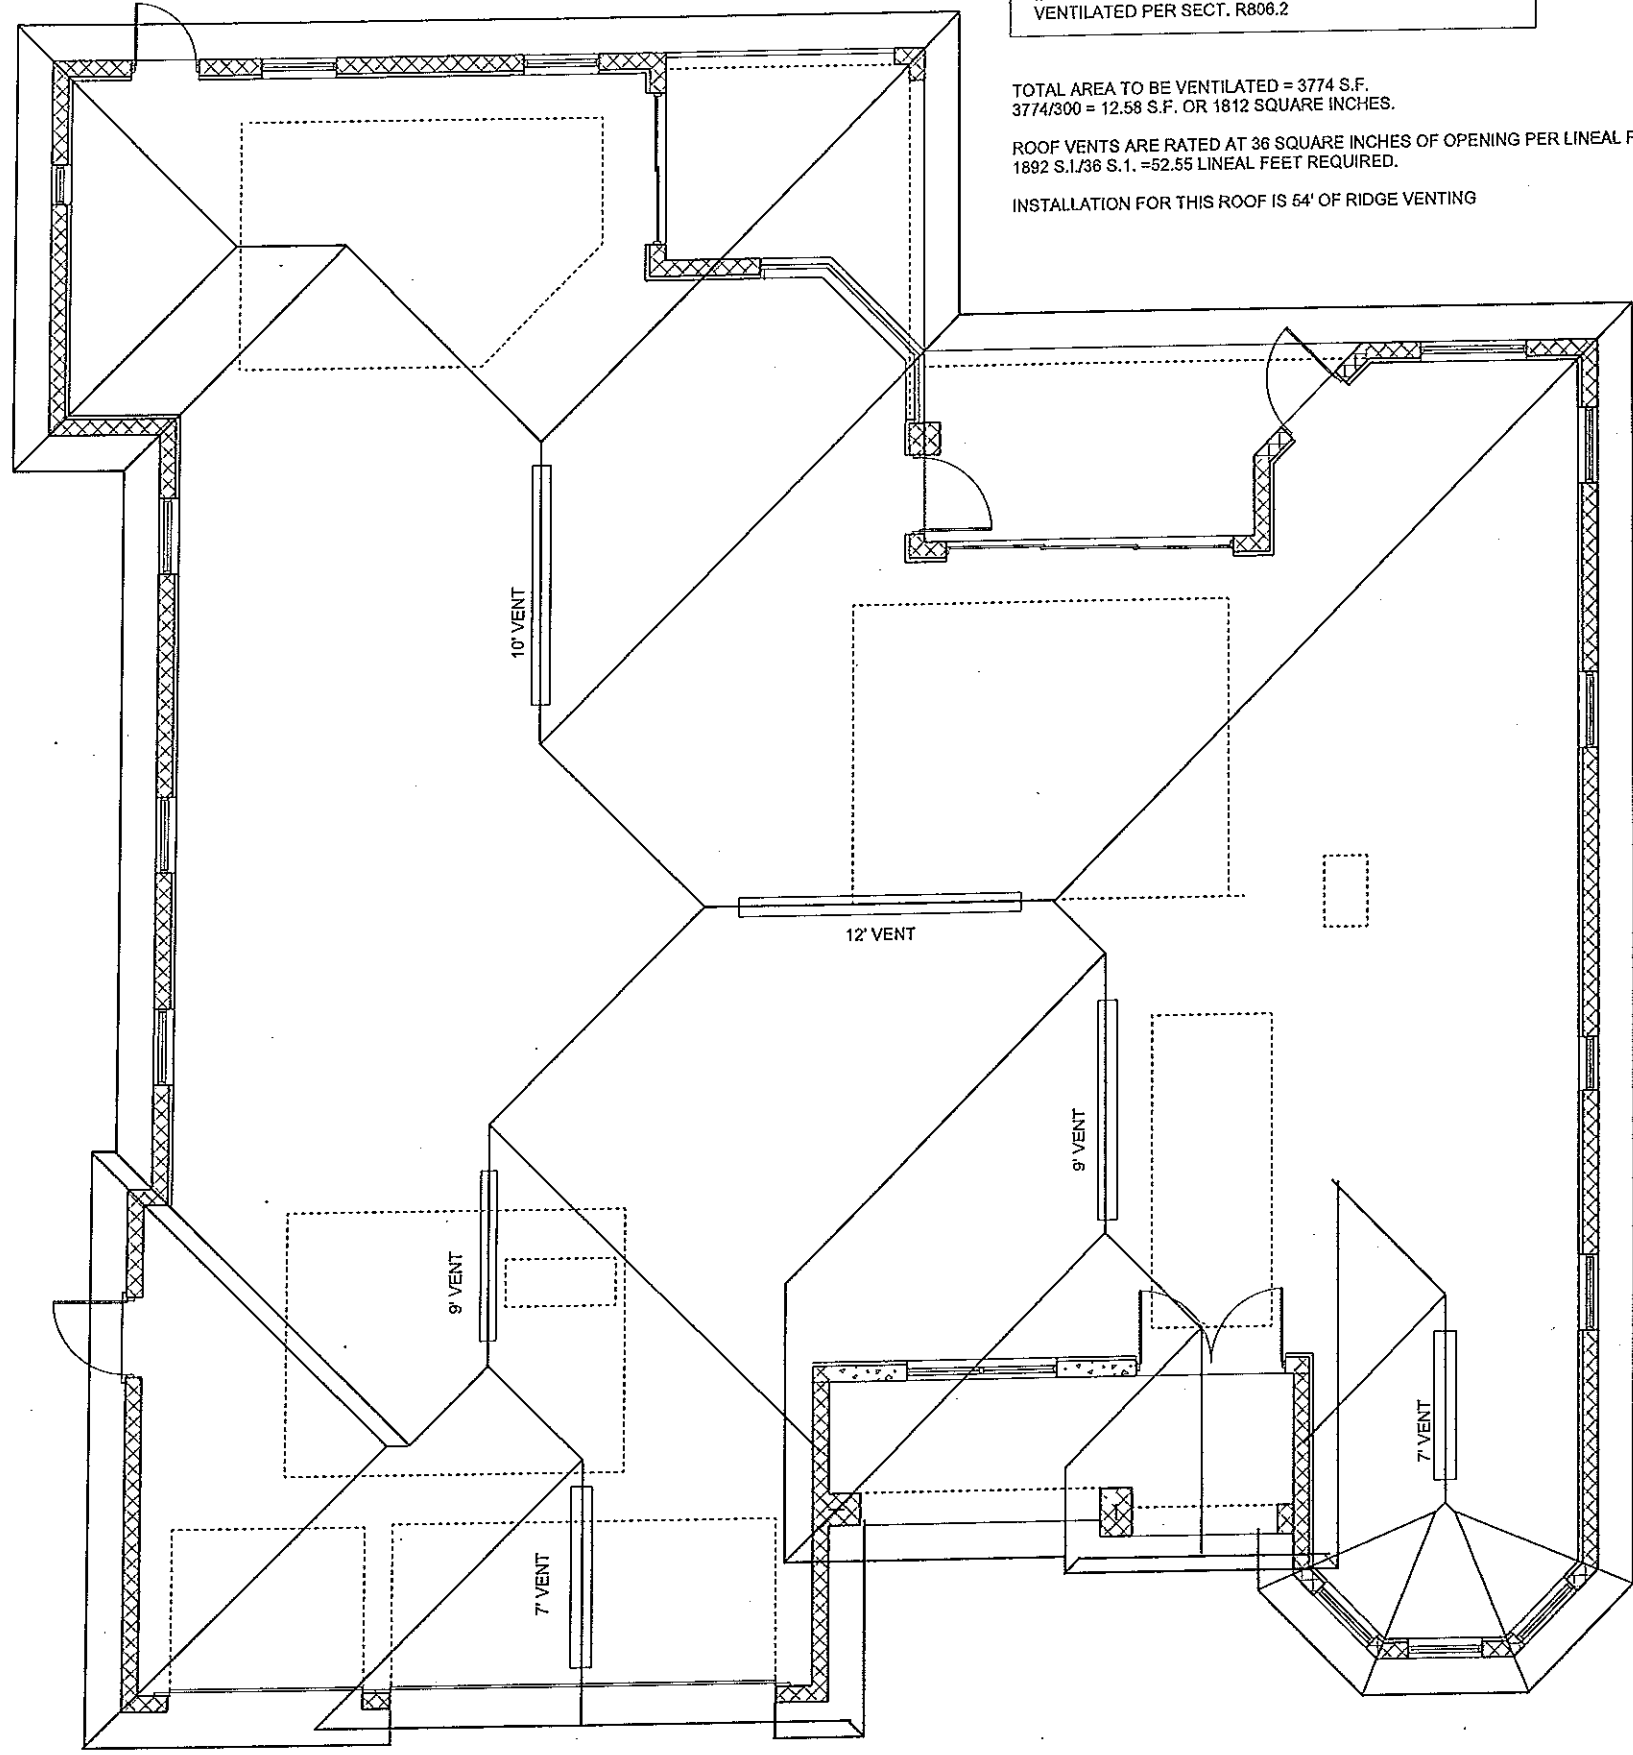 VENTILATED PER SECT. R806.2
TOTAL AREA TO BE VENTILATED = 3774 S.F.
3774/300 = 12.58 S.F. OR 1812 SQUARE INCHES.
ROOF VENTS ARE RATED AT 36 SQUARE INCHES OF OPENING PER LINEAL
1892 S.I./36 S.1. =52.55 LINEAL FEET REQUIRED.
INSTALLATION FOR THIS ROOF IS 54' OF RIDGE VENTING
10' VENT
12' VENT
9' VENT
9' VENT
7' VENT
7' VENT